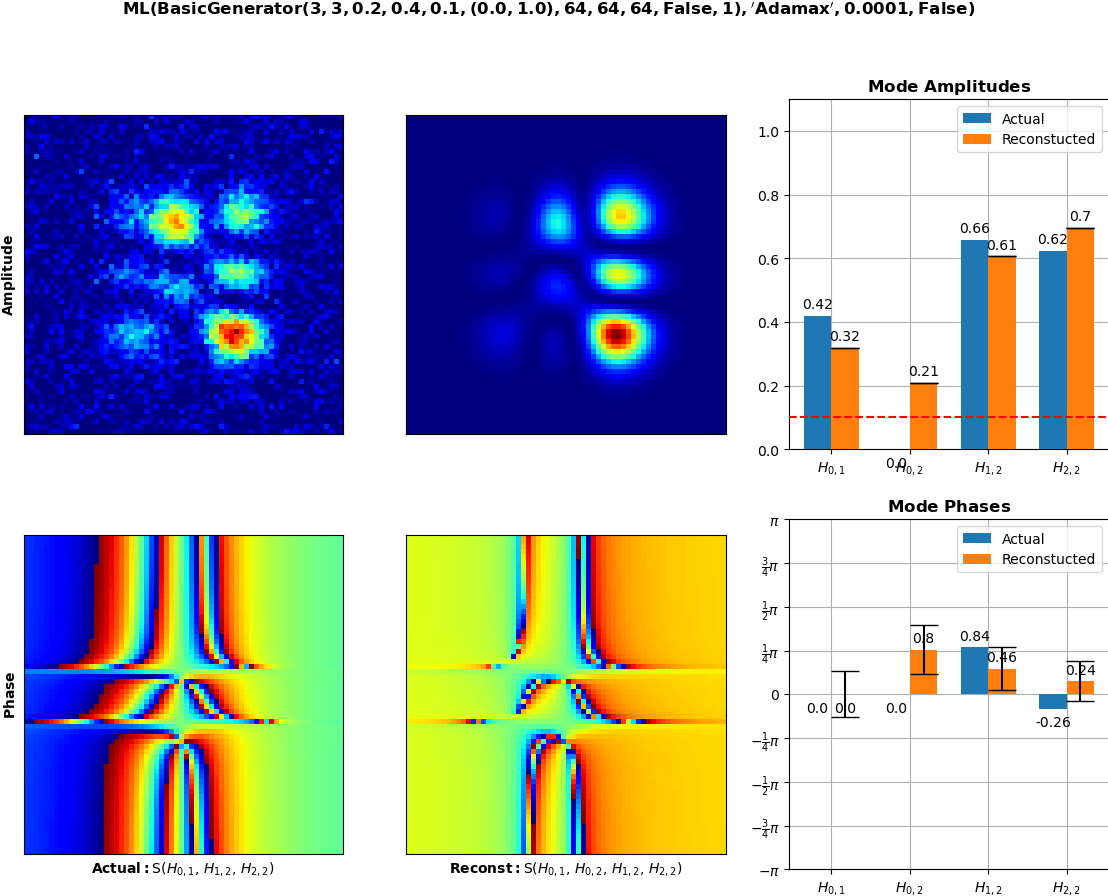 ML(BasicGenerator(3, 3, 0.2, 0.4, 0.1, (0.0, 1.0), 64, 64, 64, False, 1), ′Adamax′, 0.0001, False)
Amplitude
Mode Amplitudes
Actual
Reconstucted
1.0
0.8
0.6
0.4
0.2
0.0
0.42
0.32
0.0
0.21
0.66
0.61
0.62
0.7
H0,1
H0,2
H1,2
H2,2
Phase
Actual: S(H0,1, H1,2, H2,2)
Reconst: S(H0,1, H0,2, H1,2, H2,2)
Mode Phases
Actual
Reconstucted
π
3/4π
1/2π
1/4π
0
−1/4π
−1/2π
−3/4π
−π
0.0
0.0
0.0
0.8
0.84
0.46
-0.26
0.24
H0,1
H0,2
H1,2
H2,2